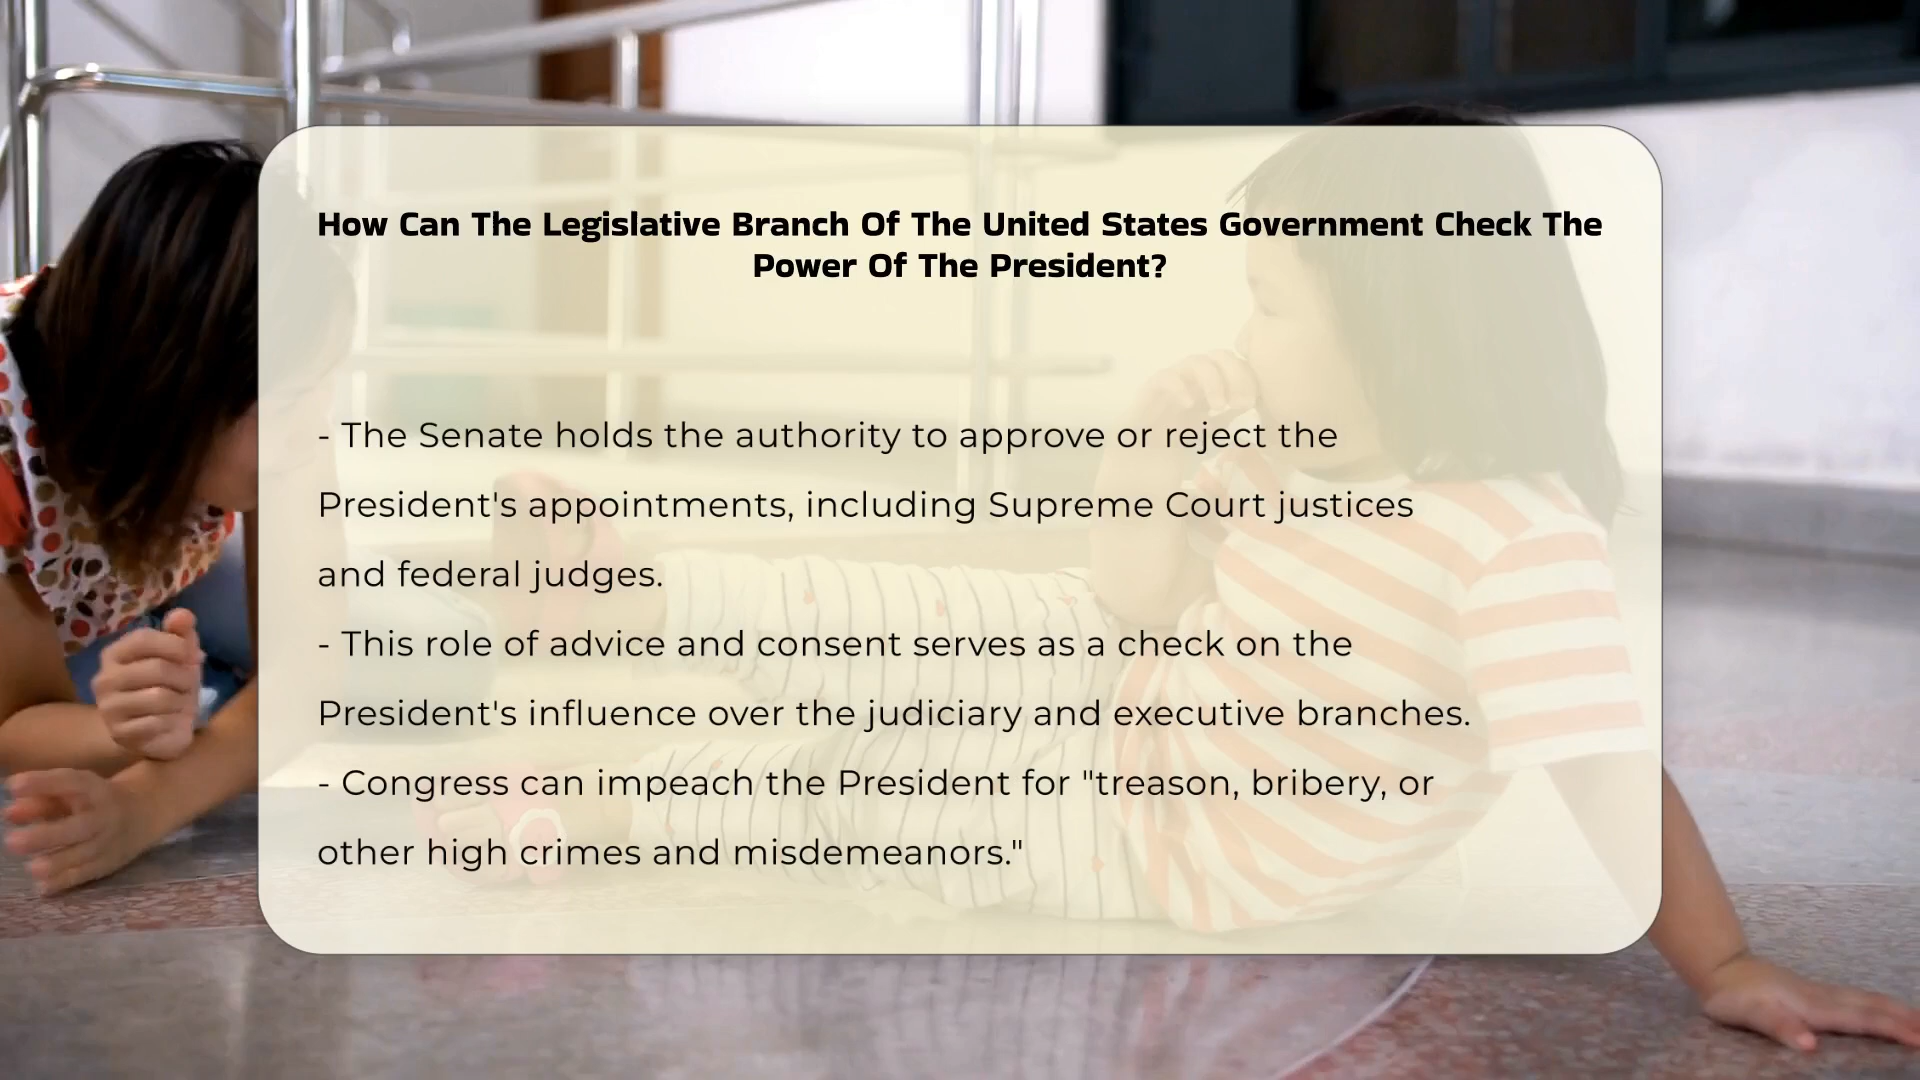 How Can The Legislative Branch Of The United States Government Check The
Power Of The President?
- The Senate holds the authority to approve or reject the
President's appointments, including Supreme Court justices
and federal judges.
- This role of advice and consent serves as a check on the
President's influence over the judiciary and executive branches.
- Congress can impeach the President for "treason, bribery, or
other high crimes and misdemeanors."